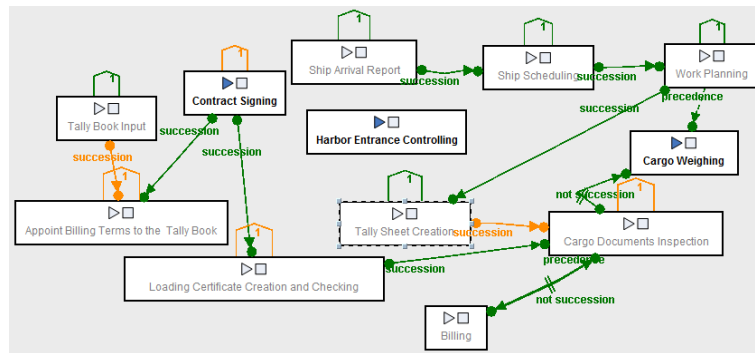 1
1
1
1
1
Ship Arrival Report
succession
Ship Scheduling
succession
Work Planning
Contract Signing
precedence
succession
Tally Book Input
succession
Harbor Entrance Controlling
succession
succession
Cargo Weighing
1
1
not succession
1
1
Appoint Billing Terms to the Tally Book
Tally Sheet Creation
succession
Cargo Documents Inspection
precedence
succession
1
Loading Certificate Creation and Checking
not succession
Billing